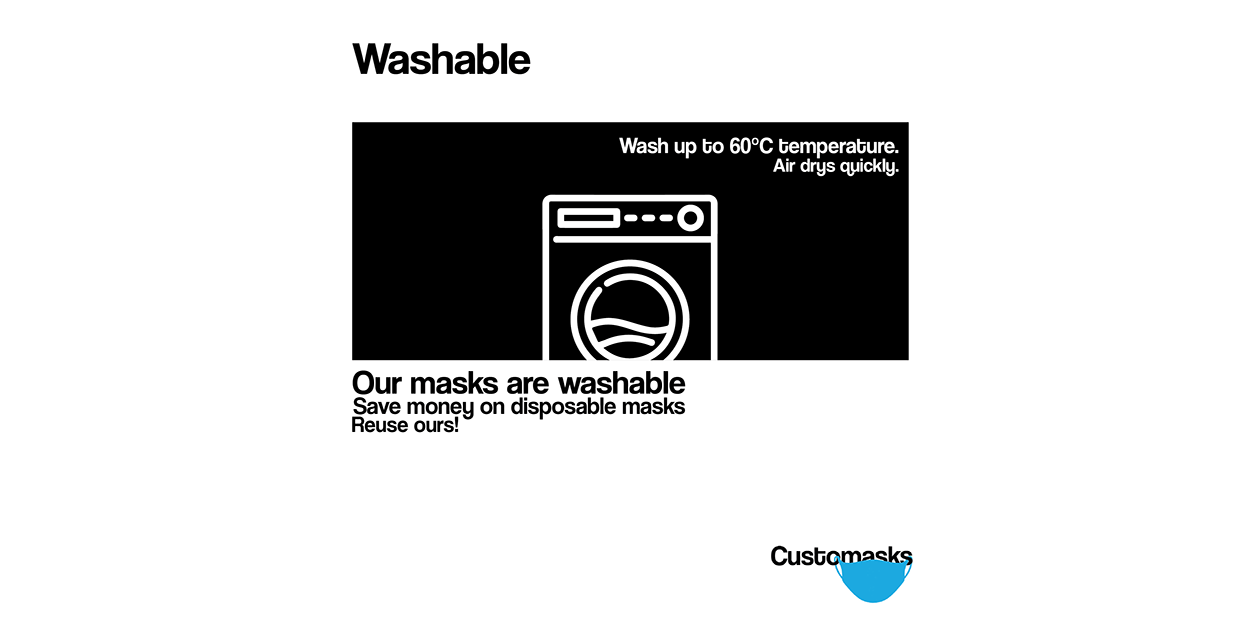 Washable
Wash up to 60°C temperature.
Air drys quickly.
Our masks are washable
Save money on disposable masks
Reuse ours!
Customasks